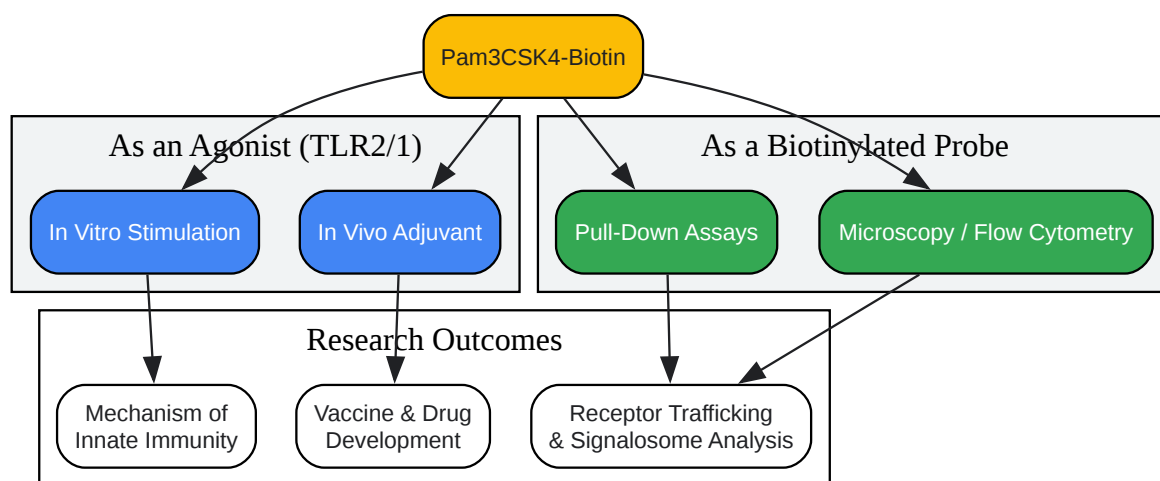 Pam3CSK4-Biotin
As an Agonist (TLR2/1)
As a Biotinylated Probe
In Vitro Stimulation
In Vivo Adjuvant
Pull-Down Assays
Microscopy / Flow Cytometry
Research Outcomes
Mechanism of
Innate Immunity
Vaccine & Drug
Development
Receptor Trafficking
& Signalosome Analysis